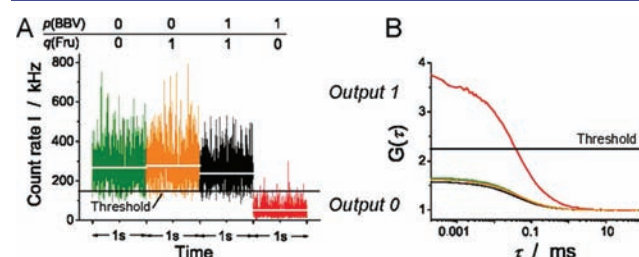 A
p(BBV) 0 0 1 1
q(Fru) 0 1 1 0
Count rate I / kHz
800
600
400
200
0
Threshold
1s 1s 1s 1s
Time
Output 1
Output 0
B
G(τ)
4
3
2
1
Threshold
0.001 0.1 10
τ / ms